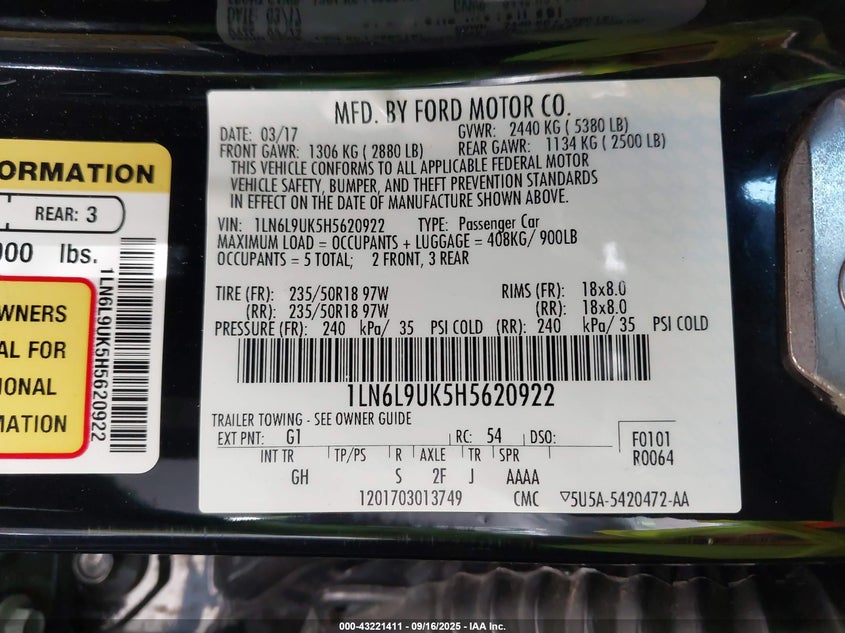 MFD. BY FORD MOTOR CO.
DATE: 03/17 GVWR: 2440 KG ( 5380 LB)
FRONT GAWR: 1306 KG ( 2880 LB) REAR GAWR: 1134 KG ( 2500 LB)
THIS VEHICLE CONFORMS TO ALL APPLICABLE FEDERAL MOTOR
VEHICLE SAFETY, BUMPER, AND THEFT PREVENTION STANDARDS
IN EFFECT ON THE DATE OF MANUFACTURE SHOWN ABOVE.
VIN: 1LN6L9UK5H5620922 TYPE: Passenger Car
MAXIMUM LOAD = OCCUPANTS + LUGGAGE = 408KG/ 900LB
OCCUPANTS = 5 TOTAL; 2 FRONT, 3 REAR
TIRE (FR): 235/50R18 97W RIMS (FR): 18x8.0
(RR): 235/50R18 97W (RR): 18x8.0
PRESSURE (FR): 240 kPa/ 35 PSI COLD (RR): 240 kPa/ 35 PSI COLD
1LN6L9UK5H5620922
TRAILER TOWING - SEE OWNER GUIDE
EXT PNT: G1 RC: 54 DSO: F0101
INT TR TP/PS R AXLE TR SPR R0064
GH S 2F J AAAA
1201703013749 CMC ▽5U5A-5420472-AA
ORMATION
REAR: 3
900 lbs.
1LN6L9UK5H5620922
WNERS
AL FOR
IONAL
MATION
000-43221411 - 09/16/2025 - IAA Inc.